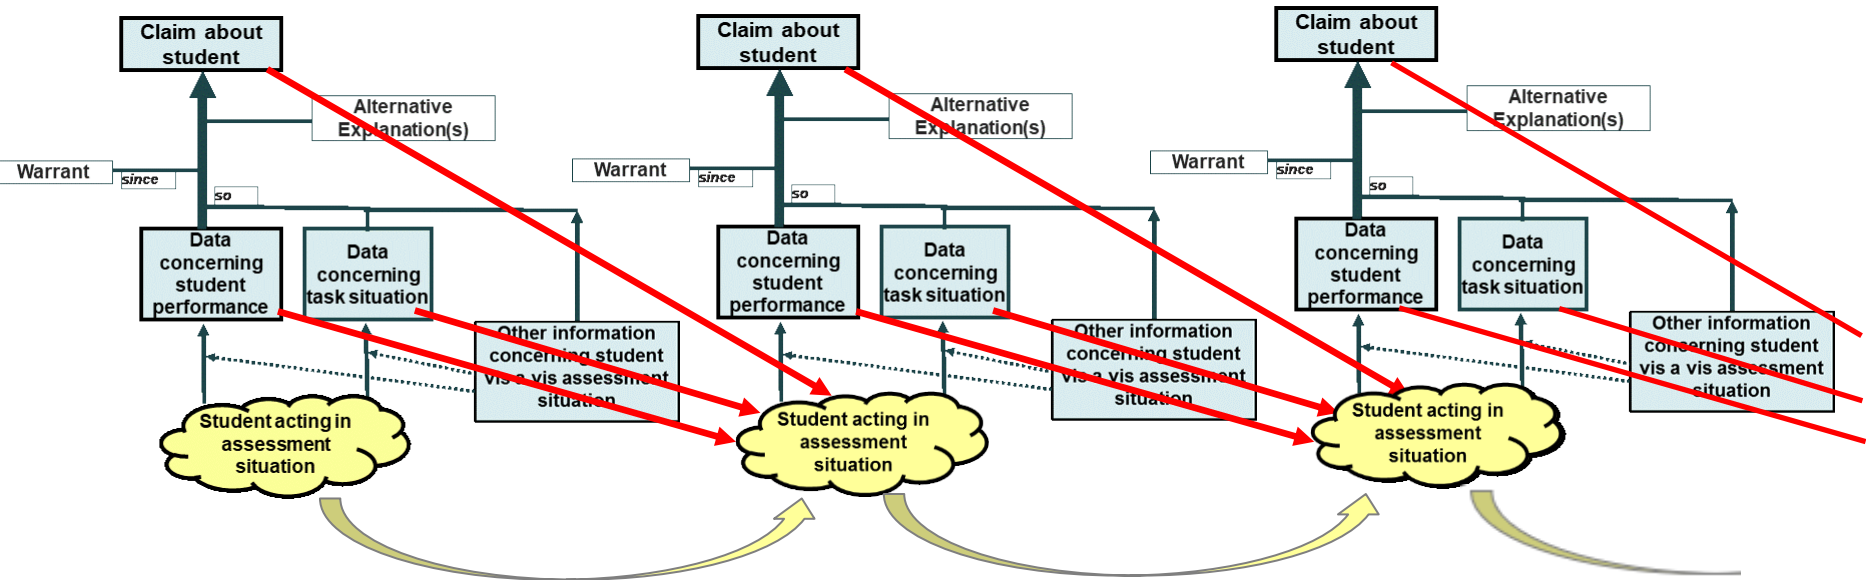 Claim about
student
Alternative
Explanation(s)
Warrant
since
so
Data
concerning
student
performance
Data
concerning
task situation
Other information
concerning student
vis a vis assessment
situation
Student acting in
assessment
situation
Claim about
student
Alternative
Explanation(s)
Warrant
since
so
Data
concerning
student
performance
Data
concerning
task situation
Other information
concerning student
vis a vis assessment
situation
Student acting in
assessment
situation
Claim about
student
Alternative
Explanation(s)
Warrant
since
so
Data
concerning
student
performance
Data
concerning
task situation
Other information
concerning student
vis a vis assessment
situation
Student acting in
assessment
situation